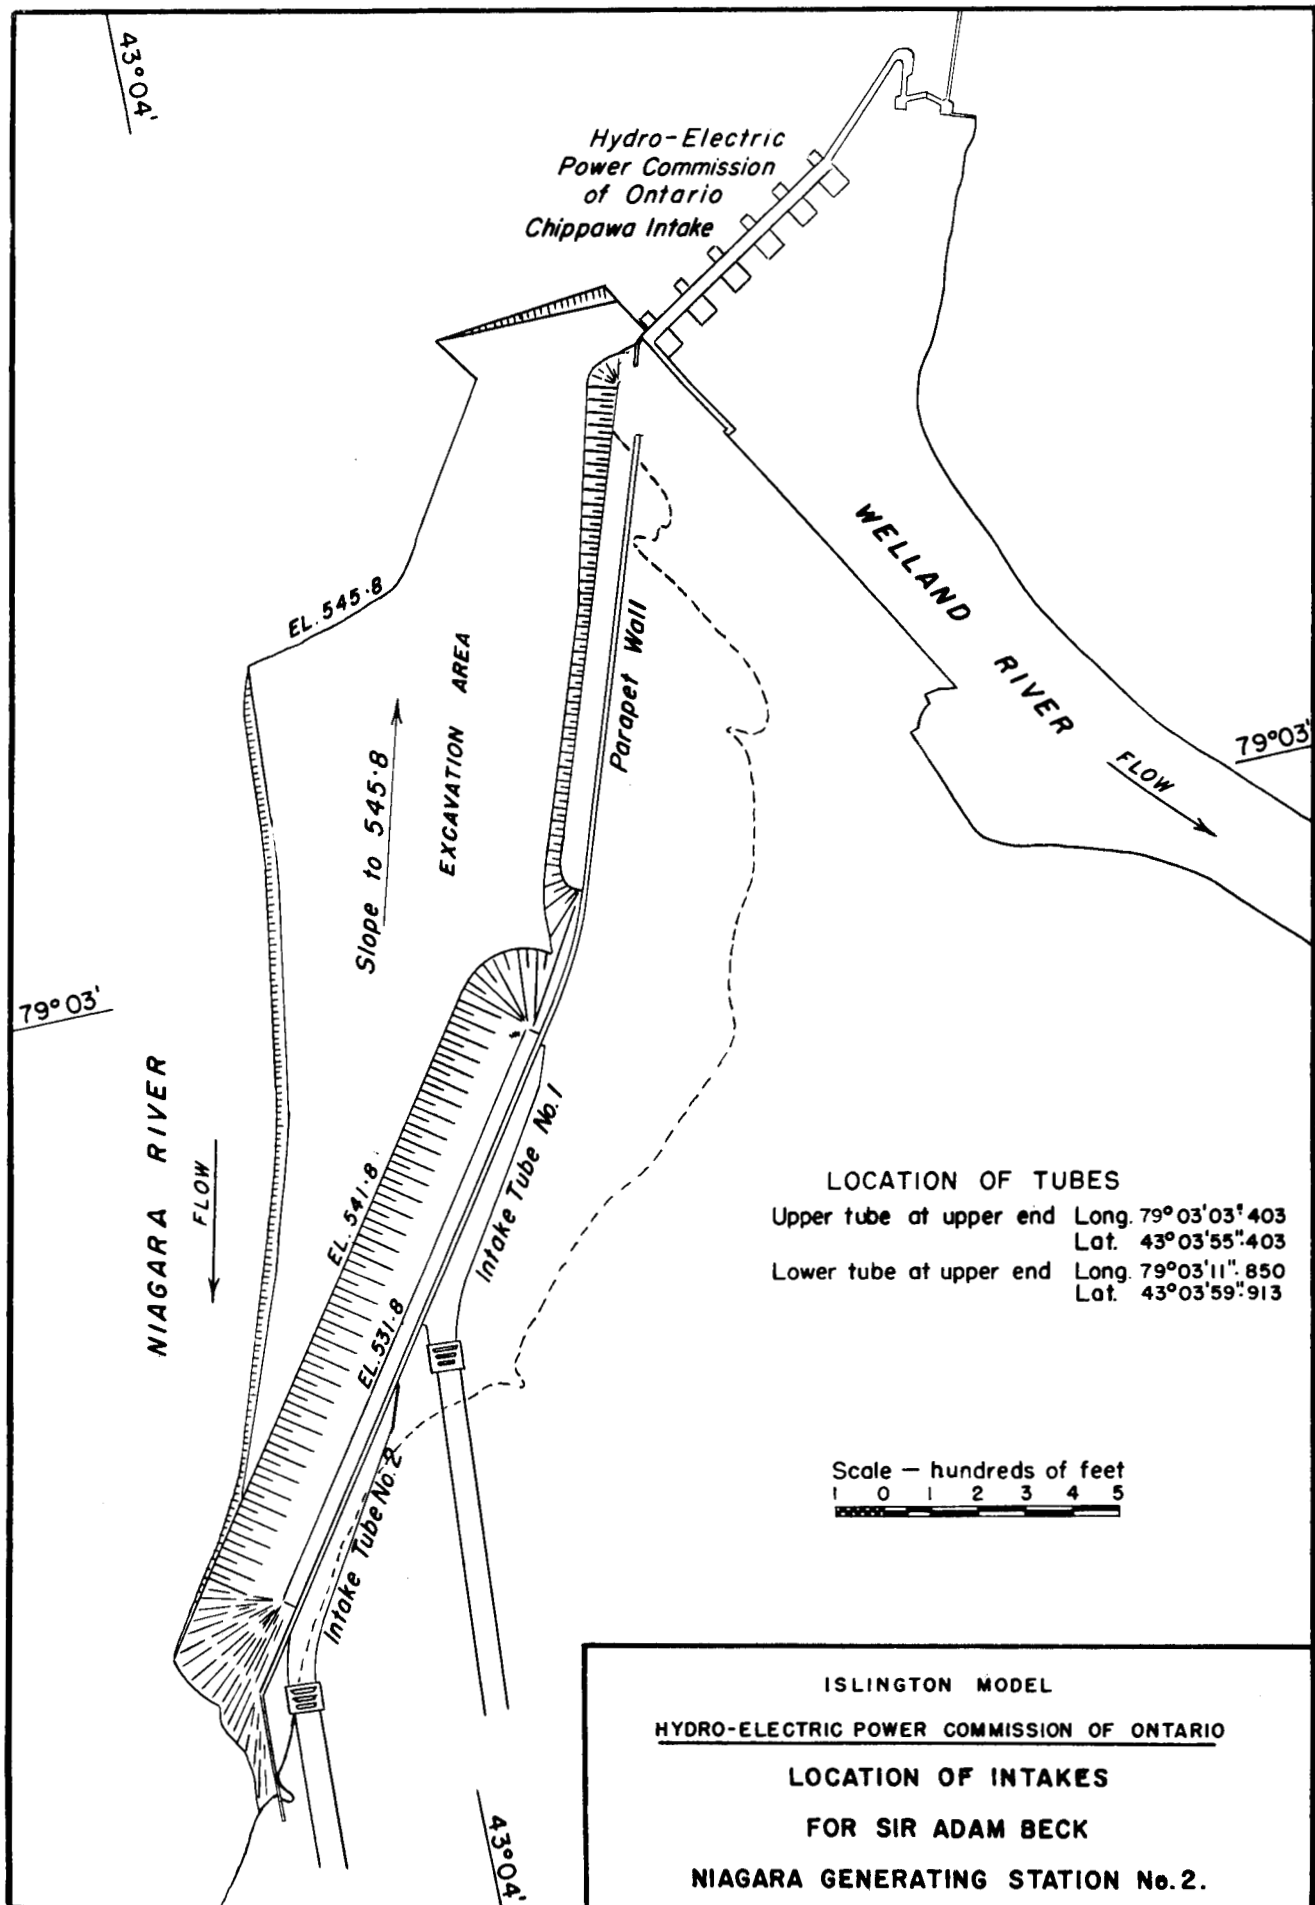 43°04'
Hydro-Electric
Power Commission
of Ontario
Chippawa Intake
EL. 545·8
WELLAND RIVER
FLOW
79°03'
Parapet Wall
EXCAVATION AREA
Slope to 545·8
79°03'
NIAGARA RIVER
FLOW
EL. 541·8
EL. 531·8
Intake Tube No. 1
Intake Tube No. 2
LOCATION OF TUBES
Upper tube at upper end Long. 79°03'03"·403
Lat. 43°03'55"·403
Lower tube at upper end Long. 79°03'11"·850
Lat. 43°03'59"·913
Scale — hundreds of feet
1 0 1 2 3 4 5
43°04'
ISLINGTON MODEL
HYDRO-ELECTRIC POWER COMMISSION OF ONTARIO
LOCATION OF INTAKES
FOR SIR ADAM BECK
NIAGARA GENERATING STATION No. 2.